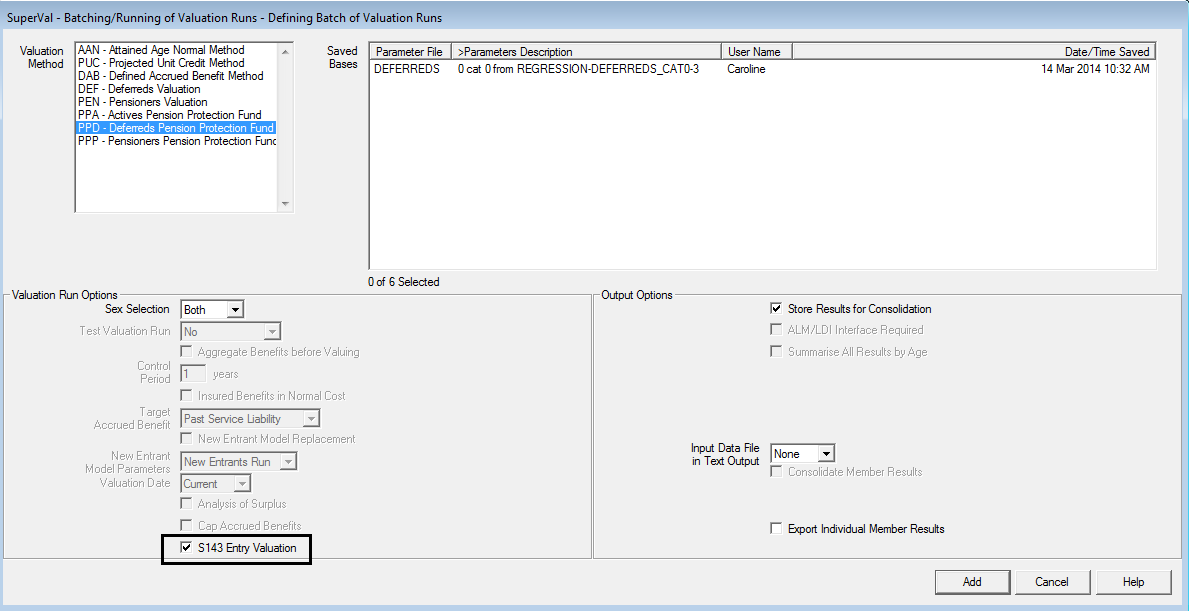 SuperVal - Batching/Running of Valuation Runs - Defining Batch of Valuation Runs
Valuation
Method
AAN - Attained Age Normal Method
PUC - Projected Unit Credit Method
DAB - Defined Accrued Benefit Method
DEF - Deferreds Valuation
PEN - Pensioners Valuation
PPA - Actives Pension Protection Fund
PPD - Deferreds Pension Protection Fund
PPP - Pensioners Pension Protection Func
Saved
Bases
Parameter File >Parameters Description User Name Date/Time Saved
DEFERREDS 0 cat 0 from REGRESSION-DEFERREDS_CAT0-3 Caroline 14 Mar 2014 10:32 AM
0 of 6 Selected
Valuation Run Options
Sex Selection Both
Test Valuation Run No
Aggregate Benefits before Valuing
Control
Period 1 years
Insured Benefits in Normal Cost
Target
Accrued Benefit Past Service Liability
New Entrant Model Replacement
New Entrant
Model Parameters New Entrants Run
Valuation Date Current
Analysis of Surplus
Cap Accrued Benefits
S143 Entry Valuation
Output Options
Store Results for Consolidation
ALM/LDI Interface Required
Summarise All Results by Age
Input Data File
in Text Output None
Consolidate Member Results
Export Individual Member Results
Add Cancel Help